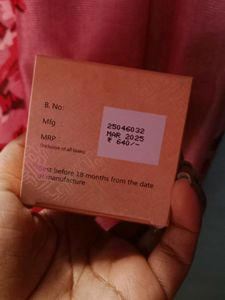 B. No:
25046032
Mfg
MAR 2025
MRP :
₹ 640/-
(Inclusive of all taxes)
Best before 18 months from the date
of manufacture